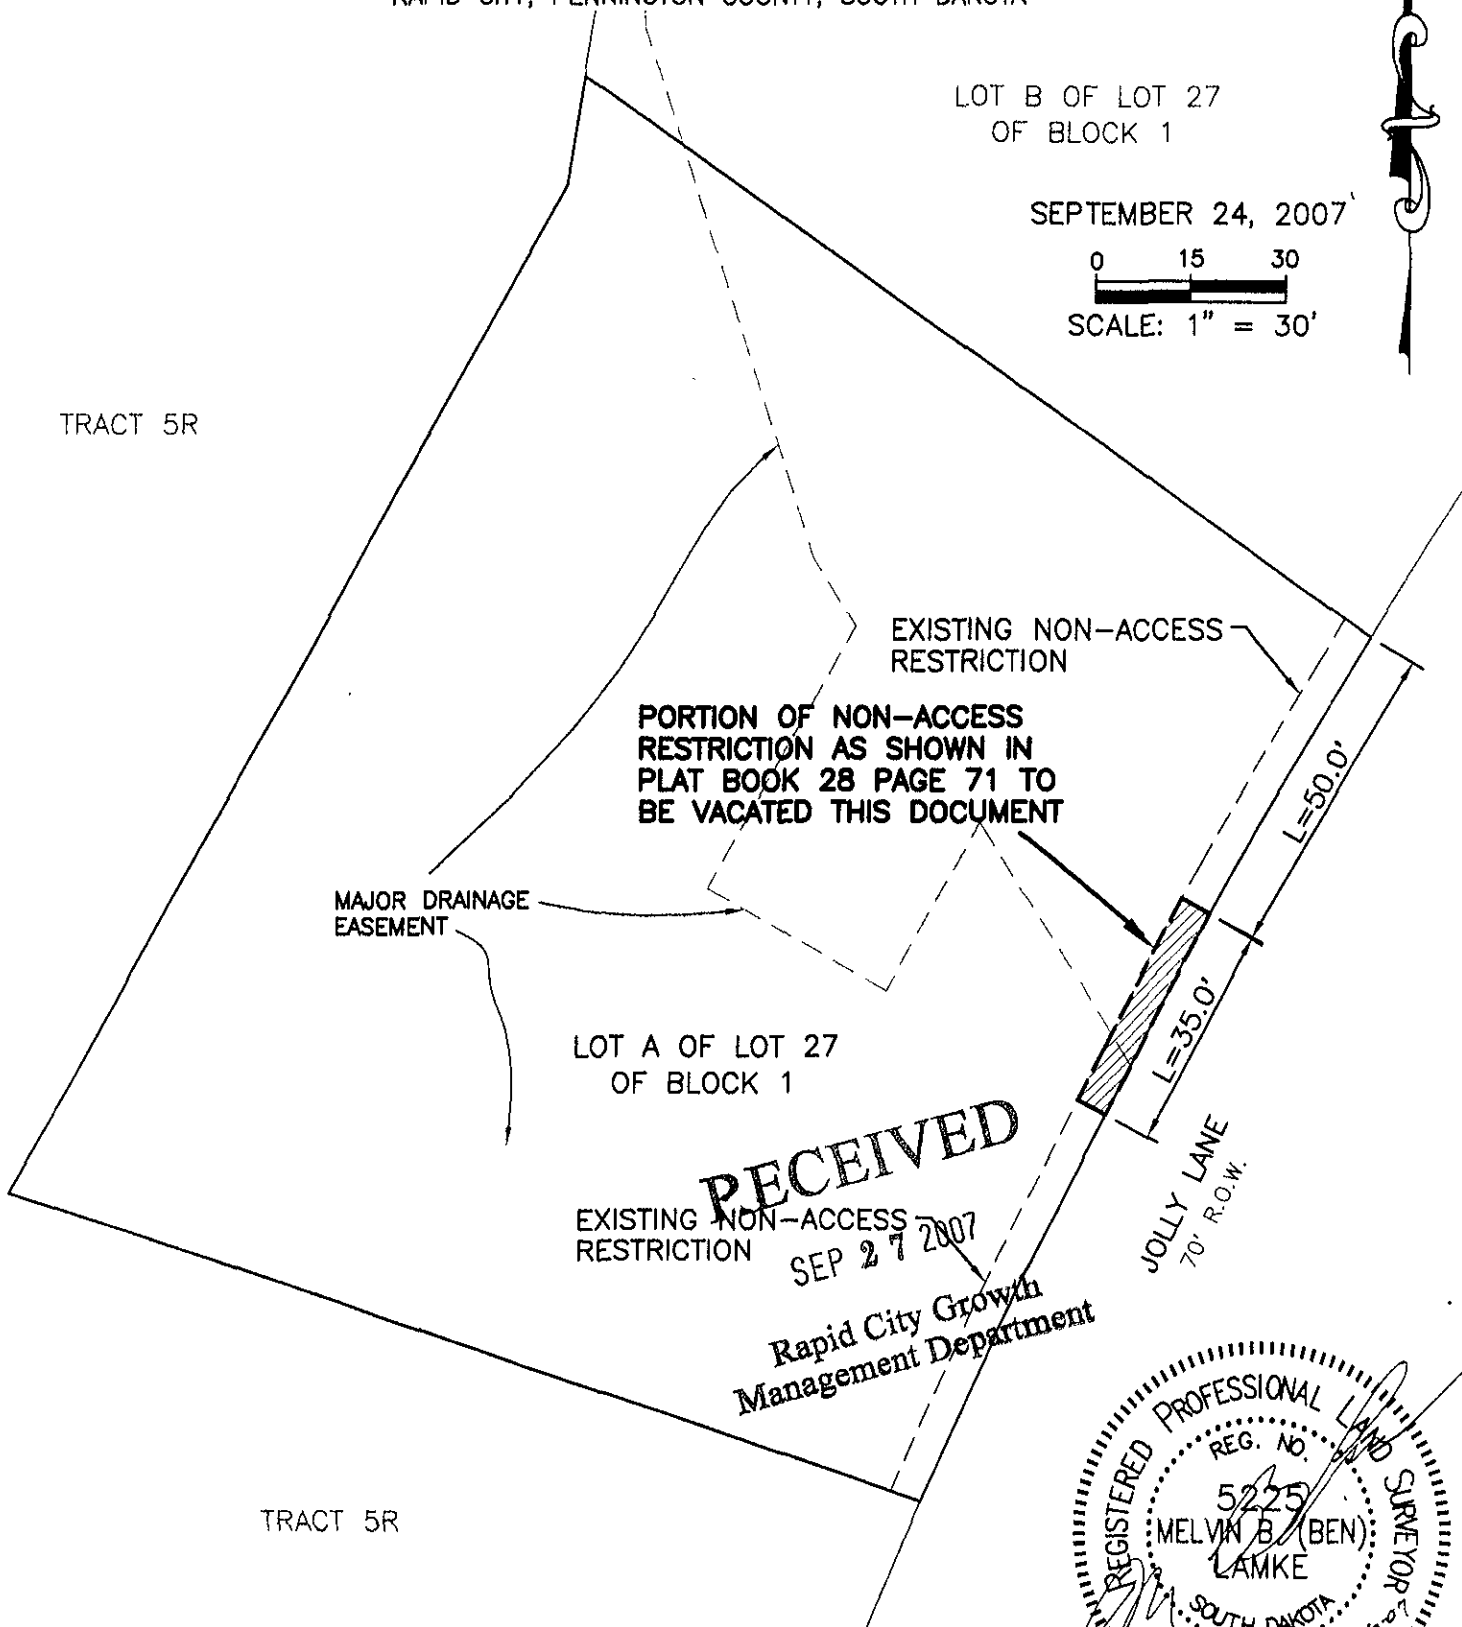 RAPID CITY, PENNINGTON COUNTY, SOUTH DAKOTA
LOT B OF LOT 27
OF BLOCK 1
SEPTEMBER 24, 2007
0 15 30
SCALE: 1" = 30'
TRACT 5R
EXISTING NON-ACCESS
RESTRICTION
PORTION OF NON-ACCESS
RESTRICTION AS SHOWN IN
PLAT BOOK 28 PAGE 71 TO
BE VACATED THIS DOCUMENT
L=50.0'
MAJOR DRAINAGE
EASEMENT
L=35.0'
LOT A OF LOT 27
OF BLOCK 1
RECEIVED
JOLLY LANE
70' R.O.W.
EXISTING NON-ACCESS
RESTRICTION
SEP 27 2007
Rapid City Growth
Management Department
TRACT 5R
REGISTERED PROFESSIONAL LAND SURVEYOR
REG. NO.
5225
MELVIN B. (BEN)
LAMKE
SOUTH DAKOTA